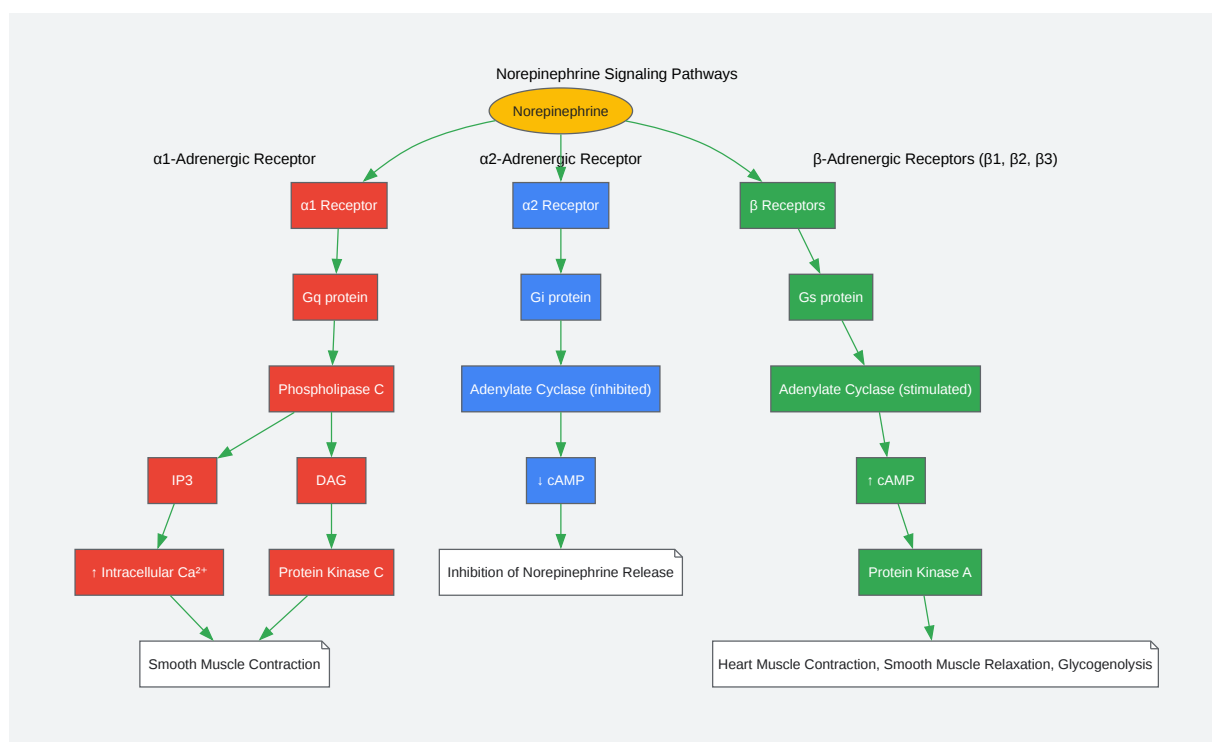 Norepinephrine Signaling Pathways
Norepinephrine
α1-Adrenergic Receptor
α2-Adrenergic Receptor
β-Adrenergic Receptors (β1, β2, β3)
α1 Receptor
α2 Receptor
β Receptors
Gq protein
Gi protein
Gs protein
Phospholipase C
Adenylate Cyclase (inhibited)
Adenylate Cyclase (stimulated)
IP3
DAG
↓ cAMP
↑ cAMP
↑ Intracellular Ca²⁺
Protein Kinase C
Inhibition of Norepinephrine Release
Protein Kinase A
Smooth Muscle Contraction
Heart Muscle Contraction, Smooth Muscle Relaxation, Glycogenolysis